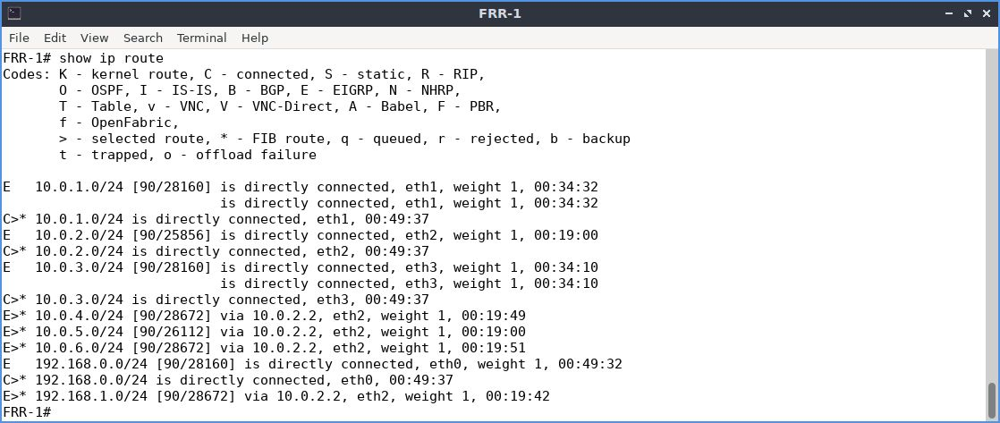 FRR-1
File Edit View Search Terminal Help
FRR-1# show ip route
Codes: K - kernel route, C - connected, S - static, R - RIP,
       O - OSPF, I - IS-IS, B - BGP, E - EIGRP, N - NHRP,
       T - Table, v - VNC, V - VNC-Direct, A - Babel, F - PBR,
       f - OpenFabric,
       > - selected route, * - FIB route, q - queued, r - rejected, b - backup
       t - trapped, o - offload failure

E   10.0.1.0/24 [90/28160] is directly connected, eth1, weight 1, 00:34:32
                           is directly connected, eth1, weight 1, 00:34:32
C>* 10.0.1.0/24 is directly connected, eth1, 00:49:37
E   10.0.2.0/24 [90/25856] is directly connected, eth2, weight 1, 00:19:00
C>* 10.0.2.0/24 is directly connected, eth2, 00:49:37
E   10.0.3.0/24 [90/28160] is directly connected, eth3, weight 1, 00:34:10
                           is directly connected, eth3, weight 1, 00:34:10
C>* 10.0.3.0/24 is directly connected, eth3, 00:49:37
E>* 10.0.4.0/24 [90/28672] via 10.0.2.2, eth2, weight 1, 00:19:49
E>* 10.0.5.0/24 [90/26112] via 10.0.2.2, eth2, weight 1, 00:19:00
E>* 10.0.6.0/24 [90/28672] via 10.0.2.2, eth2, weight 1, 00:19:51
E   192.168.0.0/24 [90/28160] is directly connected, eth0, weight 1, 00:49:32
C>* 192.168.0.0/24 is directly connected, eth0, 00:49:37
E>* 192.168.1.0/24 [90/28672] via 10.0.2.2, eth2, weight 1, 00:19:42
FRR-1#